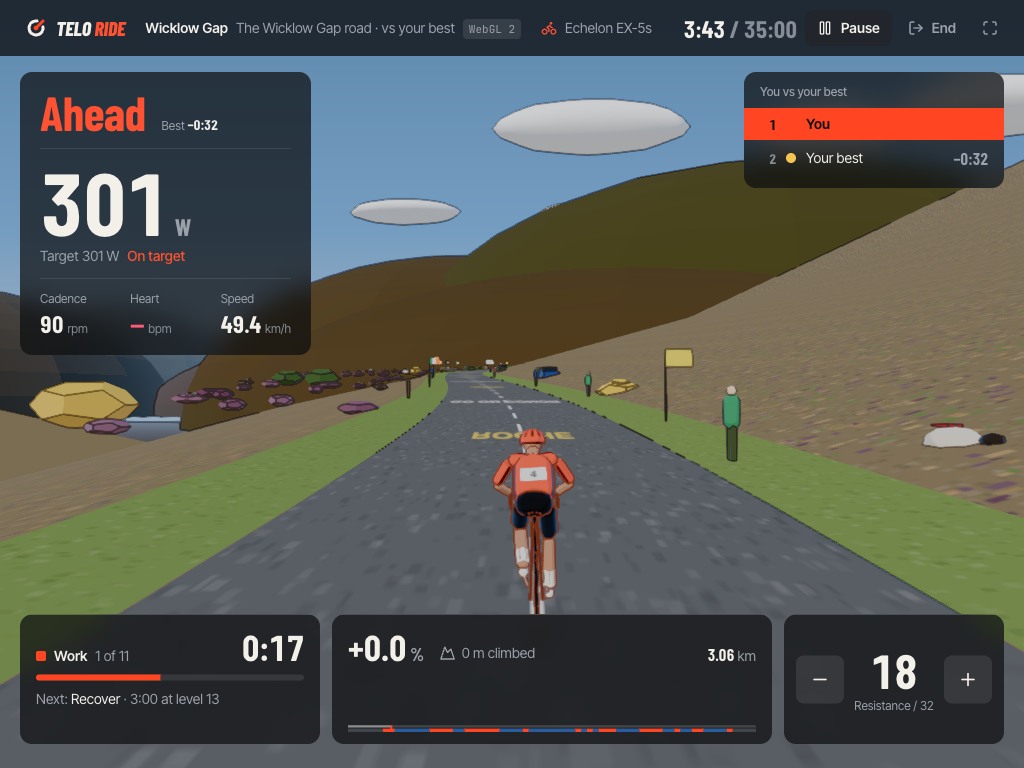 TELO RIDE
Wicklow Gap The Wicklow Gap road · vs your best WebGL 2
Echelon EX-5s
3:43 / 35:00
Pause
End
Ahead Best −0:32
301 W
Target 301 W On target
Cadence Heart Speed
90 rpm – bpm 49.4 km/h
You vs your best
1 You
2 Your best −0:32
4
Work 1 of 11 0:17
Next: Recover · 3:00 at level 13
+0.0 % 0 m climbed 3.06 km
− 18 +
Resistance / 32